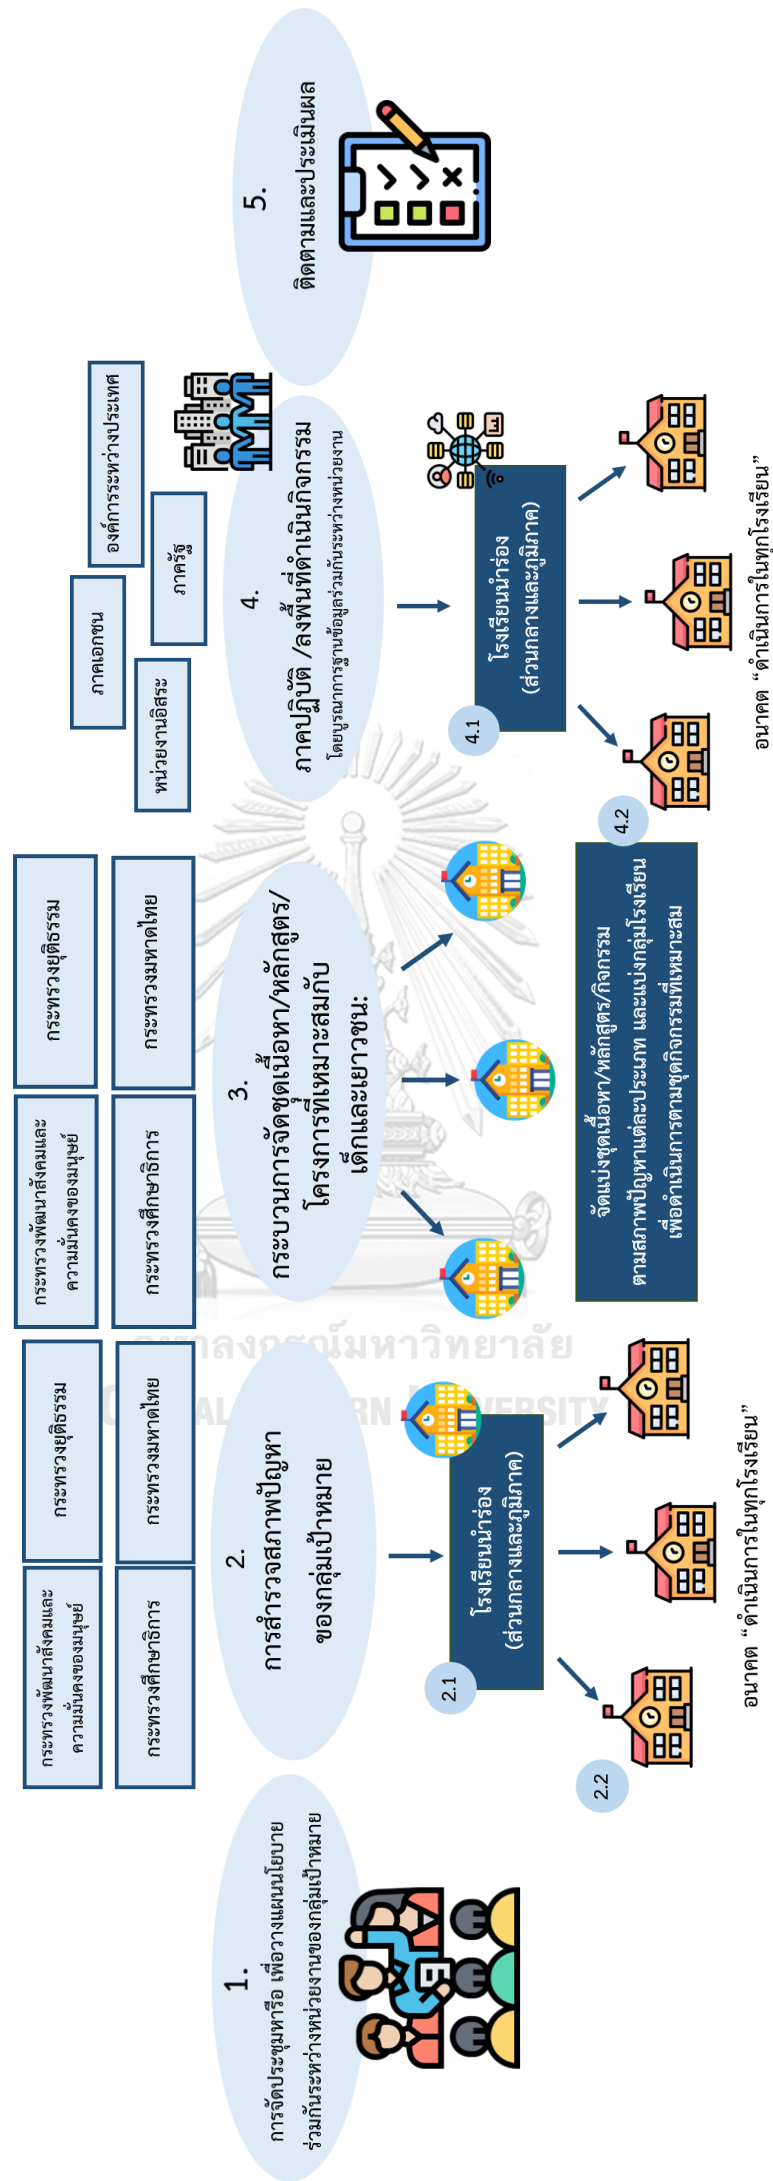 1.
การจัดประชุมหารือ เพื่อวางแผนนโยบาย
ร่วมกันระหว่างหน่วยงานของกลุ่มเป้าหมาย
กระทรวงพัฒนาสังคมและ
ความมั่นคงของมนุษย์
กระทรวงยุติธรรม
กระทรวงศึกษาธิการ
กระทรวงมหาดไทย
2.
การสำรวจสภาพปัญหา
ของกลุ่มเป้าหมาย
2.1
โรงเรียนนำร่อง
(ส่วนกลางและภูมิภาค)
2.2
อนาคต “ดำเนินการในทุกโรงเรียน”
กระทรวงพัฒนาสังคมและ
ความมั่นคงของมนุษย์
กระทรวงยุติธรรม
กระทรวงศึกษาธิการ
กระทรวงมหาดไทย
3.
กระบวนการจัดชุดเนื้อหา/หลักสูตร/
โครงการที่เหมาะสมกับ
เด็กและเยาวชน:
จัดแบ่งชุดเนื้อหา/หลักสูตร/กิจกรรม
ตามสภาพปัญหาแต่ละประเภท และแบ่งกลุ่มโรงเรียน
เพื่อดำเนินการตามชุดกิจกรรมที่เหมาะสม
ภาคเอกชน
องค์การระหว่างประเทศ
หน่วยงานอิสระ
ภาครัฐ
4.
ภาคปฏิบัติ /ลงพื้นที่ดำเนินกิจกรรม
โดยบูรณาการฐานข้อมูลร่วมกันระหว่างหน่วยงาน
4.1
โรงเรียนนำร่อง
(ส่วนกลางและภูมิภาค)
4.2
อนาคต “ดำเนินการในทุกโรงเรียน”
5.
ติดตามและประเมินผล
จุฬาลงกรณ์มหาวิทยาลัย